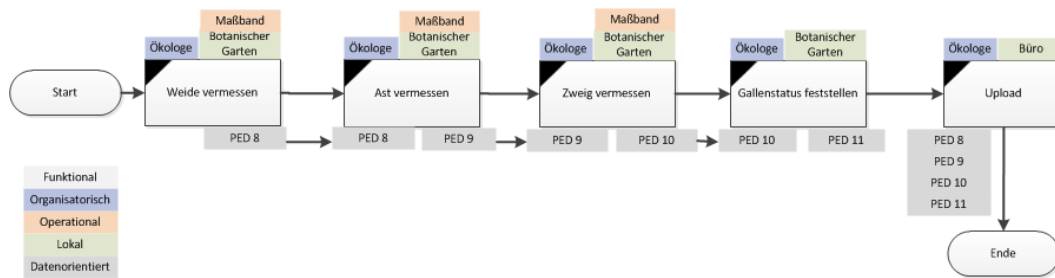 Maßband
Maßband
Maßband
Ökologe
Botanischer
Garten
Ökologe
Botanischer
Garten
Ökologe
Botanischer
Garten
Ökologe
Botanischer
Garten
Ökologe
Büro
Start
Weide vermessen
Ast vermessen
Zweig vermessen
Gallenstatus feststellen
Upload
PED 8
PED 8
PED 9
PED 9
PED 10
PED 10
PED 11
PED 8
PED 9
PED 10
PED 11
Funktional
Organisatorisch
Operational
Lokal
Datenorientiert
Ende